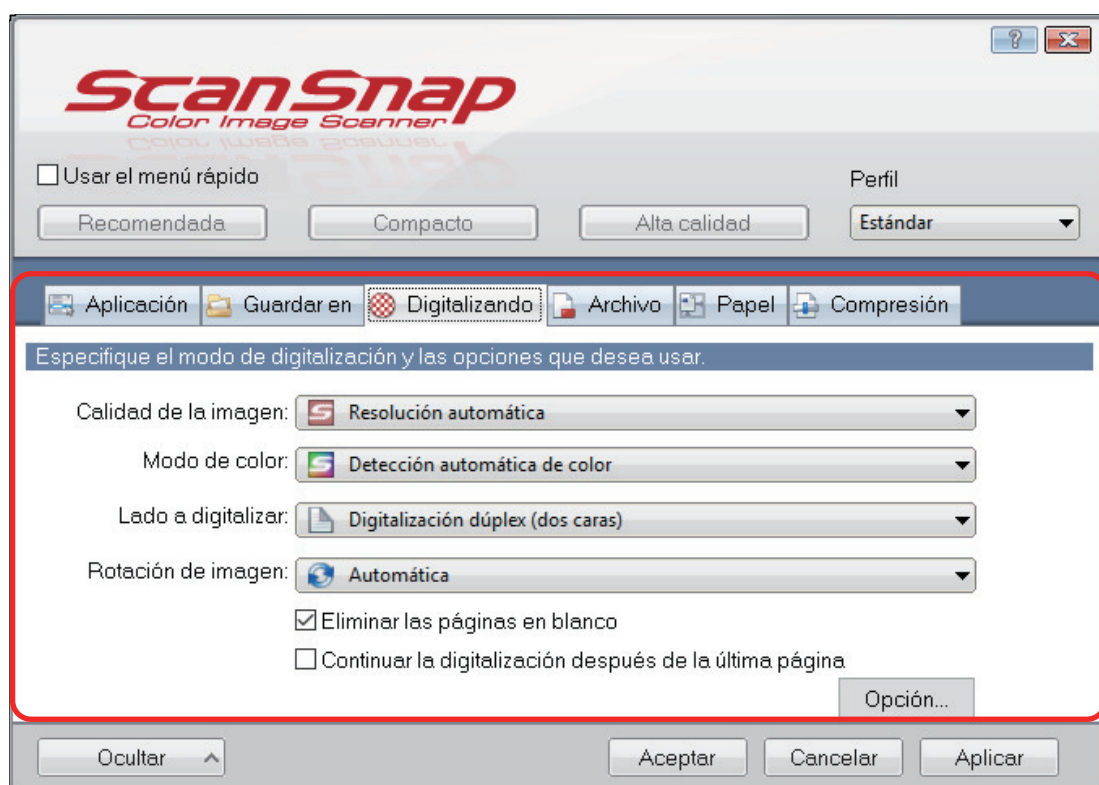 ScanSnap
Color Image Scanner
Usar el menú rápido
Perfil
Recomendada Compacto Alta calidad Estándar
Aplicación Guardar en Digitalizando Archivo Papel Compresión
Especifique el modo de digitalización y las opciones que desea usar.
Calidad de la imagen: Resolución automática
Modo de color: Detección automática de color
Lado a digitalizar: Digitalización dúplex (dos caras)
Rotación de imagen: Automática
Eliminar las páginas en blanco
Continuar la digitalización después de la última página
Opción...
Ocultar Aceptar Cancelar Aplicar